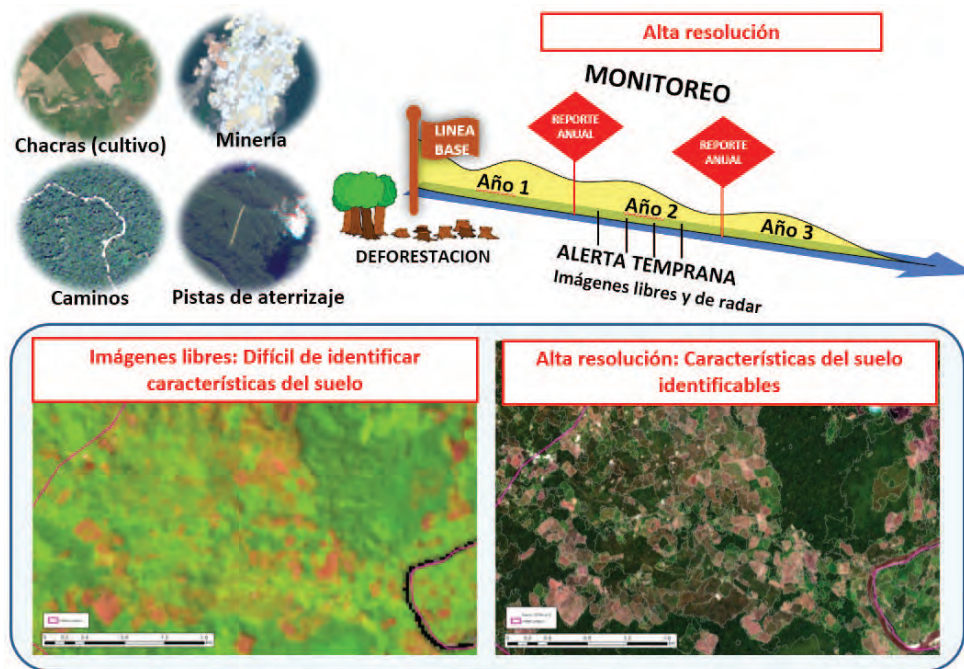 Chacras (cultivo)
Minería
Caminos
Pistas de aterrizaje
Alta resolución
MONITOREO
LINEA
BASE
REPORTE
ANUAL
REPORTE
ANUAL
Año 1
Año 2
Año 3
DEFORESTACION
ALERTA TEMPRANA
Imágenes libres y de radar
Imágenes libres: Difícil de identificar
características del suelo
Alta resolución: Características del suelo
identificables